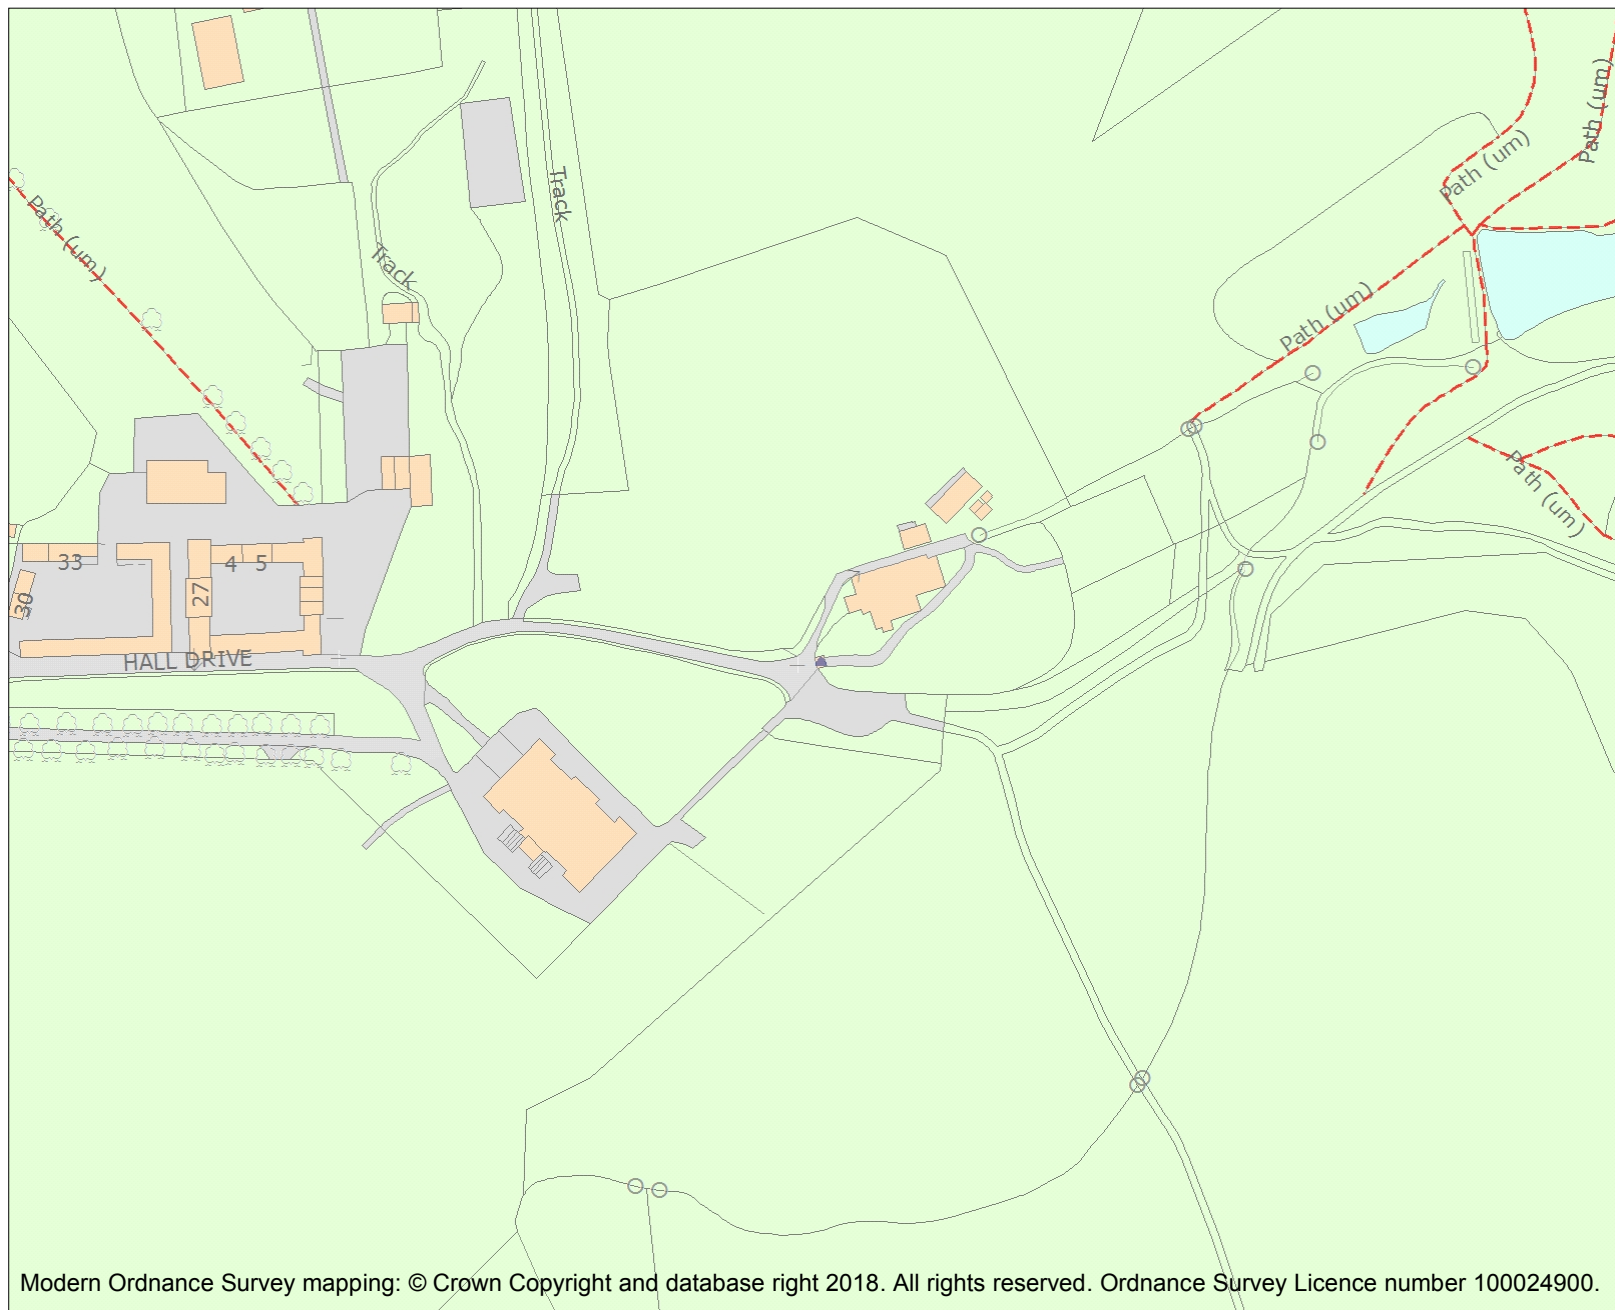 Path (um)
Path (um)
Path (um)
Track
Track
Path (um)
Path (um)
33
4 5
27
30
HALL DRIVE
Modern Ordnance Survey mapping: © Crown Copyright and database right 2018. All rights reserved. Ordnance Survey Licence number 100024900.